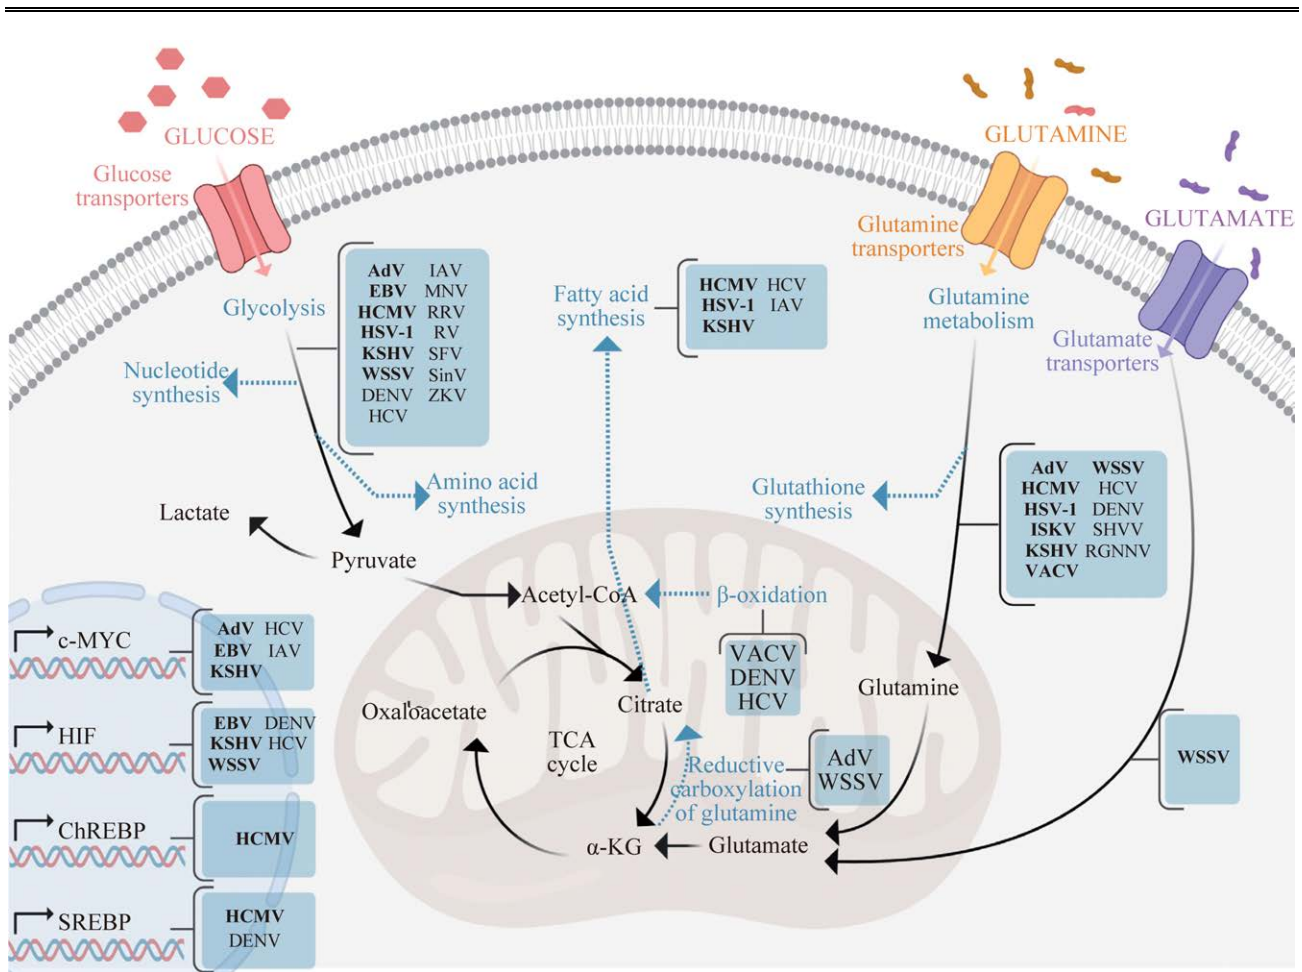 GLUCOSE
Glucose
transporters
GLUTAMINE
Glutamine
transporters
GLUTAMATE
Glutamate
transporters
Glycolysis
AdV IAV
EBV MNV
HCMV RRV
HSV-1 RV
KSHV SFV
WSSV SinV
DENV ZKV
HCV
Fatty acid
synthesis
HCMV HCV
HSV-1 IAV
KSHV
Glutamine
metabolism
Nucleotide
synthesis
Amino acid
synthesis
Glutathione
synthesis
AdV WSSV
HCMV HCV
HSV-1 DENV
ISKV SHVV
KSHV RGNNV
VACV
Lactate
Pyruvate
Acetyl-CoA
β-oxidation
VACV
DENV
HCV
c-MYC
AdV HCV
EBV IAV
KSHV
Oxaloacetate
Citrate
Glutamine
TCA
cycle
HIF
EBV DENV
KSHV HCV
WSSV
Reductive
carboxylation
of glutamine
AdV
WSSV
WSSV
ChREBP
HCMV
α-KG
Glutamate
SREBP
HCMV
DENV